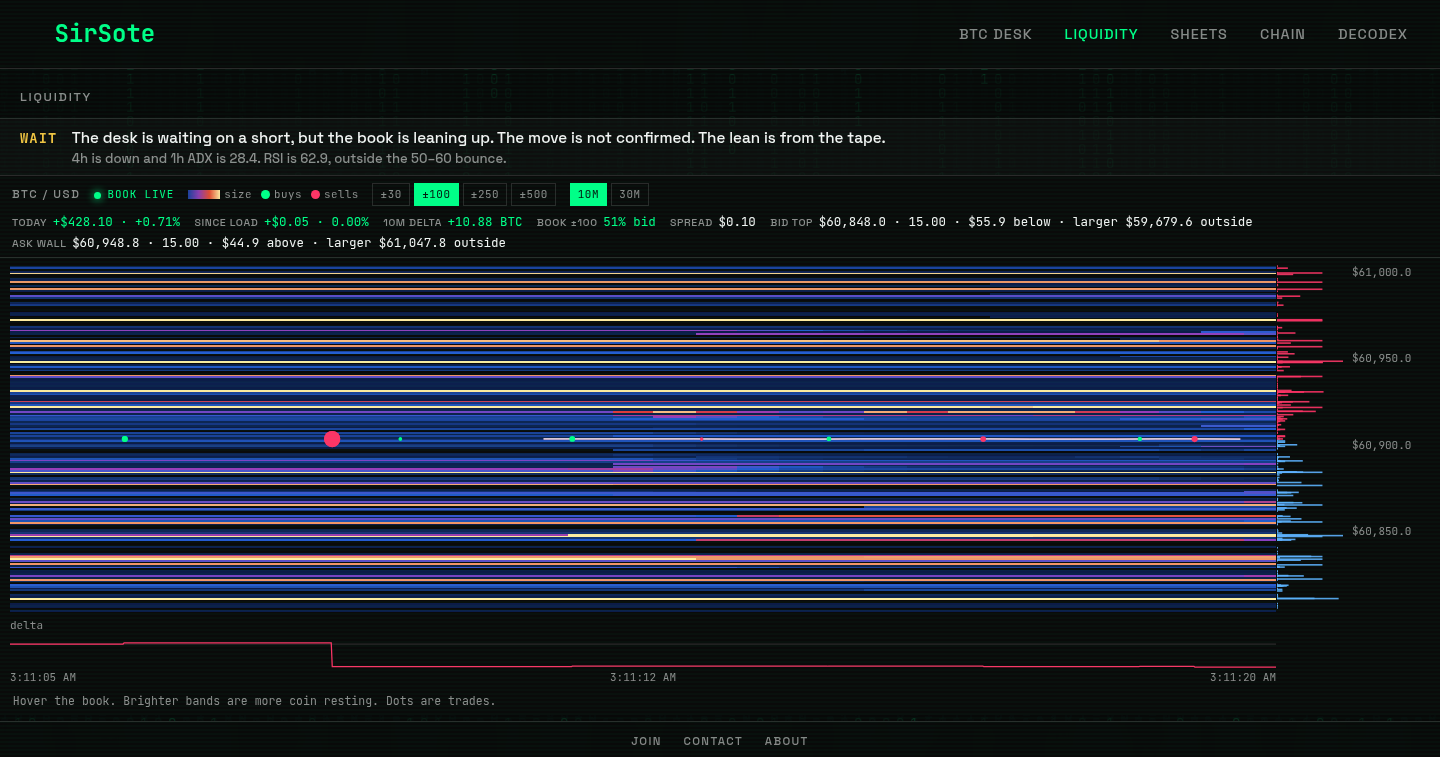 SirSote
BTC DESK LIQUIDITY SHEETS CHAIN DECODEX
LIQUIDITY
WAIT The desk is waiting on a short, but the book is leaning up. The move is not confirmed. The lean is from the tape.
4h is down and 1h ADX is 28.4. RSI is 62.9, outside the 50–60 bounce.
BTC / USD BOOK LIVE size buys sells ±30 ±100 ±250 ±500 10M 30M
TODAY +$428.10 · +0.71% SINCE LOAD +$0.05 · 0.00% 10M DELTA +10.88 BTC BOOK ±100 51% bid SPREAD $0.10 BID TOP $60,848.0 · 15.00 · $55.9 below · larger $59,679.6 outside
ASK WALL $60,948.8 · 15.00 · $44.9 above · larger $61,047.8 outside
$61,000.0
$60,950.0
$60,900.0
$60,850.0
delta
3:11:05 AM 3:11:12 AM 3:11:20 AM
Hover the book. Brighter bands are more coin resting. Dots are trades.
JOIN CONTACT ABOUT